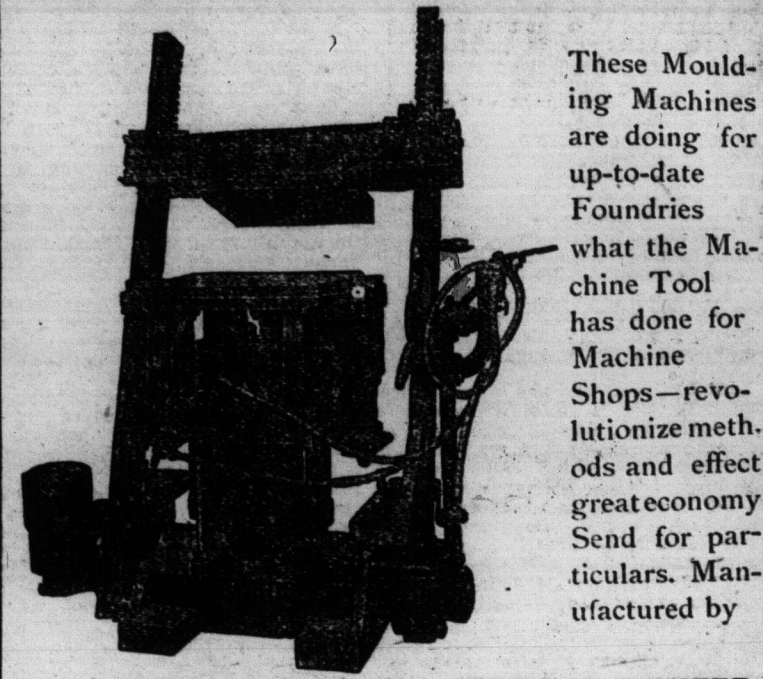 These Mould-
ing Machines
are doing for
up-to-date
Foundries
what the Ma-
chine Tool
has done for
Machine
Shops—revo-
lutionize meth.
ods and effect
great economy
Send for par-
ticulars. Man-
ufactured by